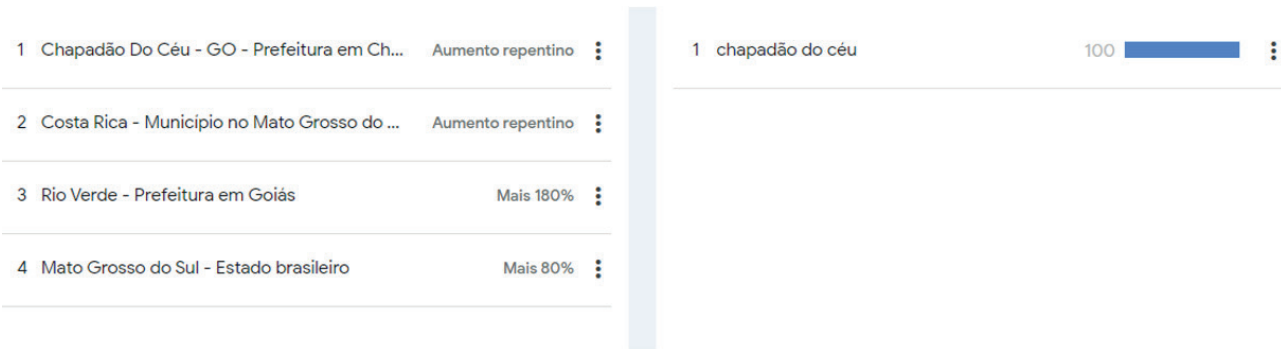 1 Chapadão Do Céu - GO - Prefeitura em Ch... Aumento repentino
2 Costa Rica - Município no Mato Grosso do ... Aumento repentino
3 Rio Verde - Prefeitura em Goiás Mais 180%
4 Mato Grosso do Sul - Estado brasileiro Mais 80%
1 chapadão do céu 100